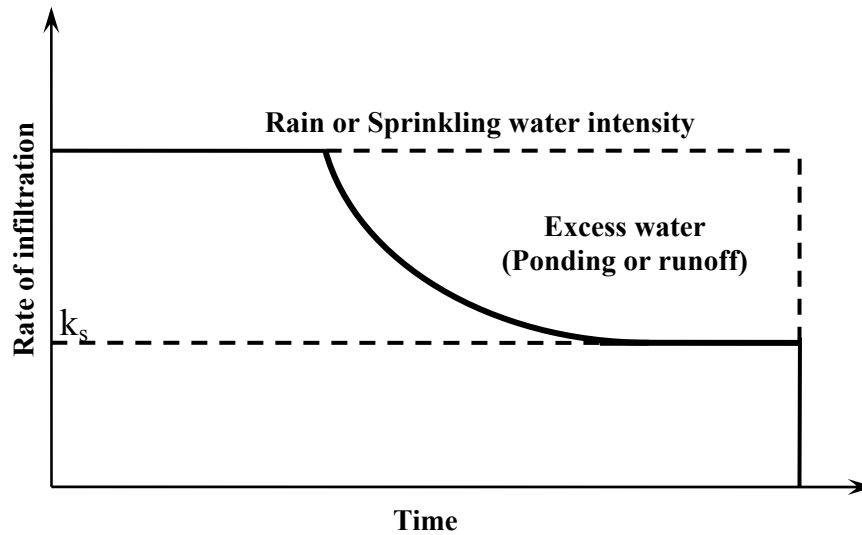 Rain or Sprinkling water intensity
Excess water
(Ponding or runoff)
Rate of infiltration
kₛ
Time